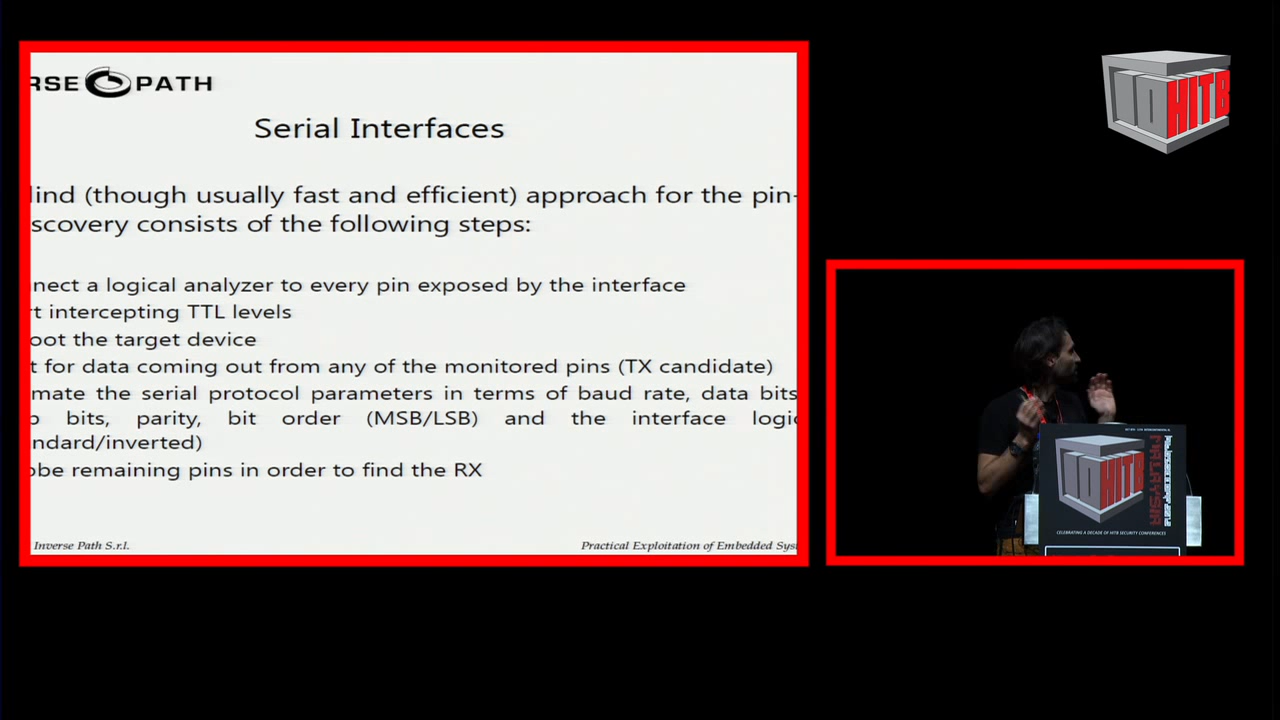 RSE PATH
Serial Interfaces
lind (though usually fast and efficient) approach for the pin-
scovery consists of the following steps:
nnect a logical analyzer to every pin exposed by the interface
rt intercepting TTL levels
oot the target device
t for data coming out from any of the monitored pins (TX candidate)
mate the serial protocol parameters in terms of baud rate, data bits
p bits, parity, bit order (MSB/LSB) and the interface logic
ndard/inverted)
obe remaining pins in order to find the RX
Inverse Path S.r.l.
Practical Exploitation of Embedded Sys
10 HITB
10 HITB
MALAYSIA
CELEBRATING A DECADE OF HITB SECURITY CONFERENCES